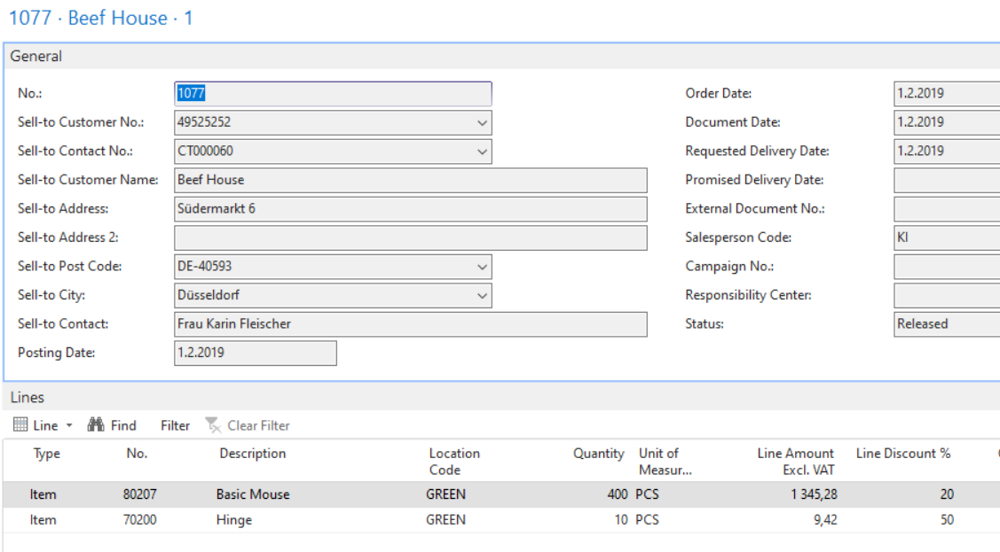 1077 · Beef House · 1
General
No.: 1077
Sell-to Customer No.: 49525252
Sell-to Contact No.: CT000060
Sell-to Customer Name: Beef House
Sell-to Address: Südermarkt 6
Sell-to Address 2:
Sell-to Post Code: DE-40593
Sell-to City: Düsseldorf
Sell-to Contact: Frau Karin Fleischer
Posting Date: 1.2.2019
Order Date: 1.2.2019
Document Date: 1.2.2019
Requested Delivery Date: 1.2.2019
Promised Delivery Date:
External Document No.:
Salesperson Code: KI
Campaign No.:
Responsibility Center:
Status: Released
Lines
Line Find Filter Clear Filter
Type No. Description Location Code Quantity Unit of Measur... Line Amount Excl. VAT Line Discount %
Item 80207 Basic Mouse GREEN 400 PCS 1 345,28 20
Item 70200 Hinge GREEN 10 PCS 9,42 50